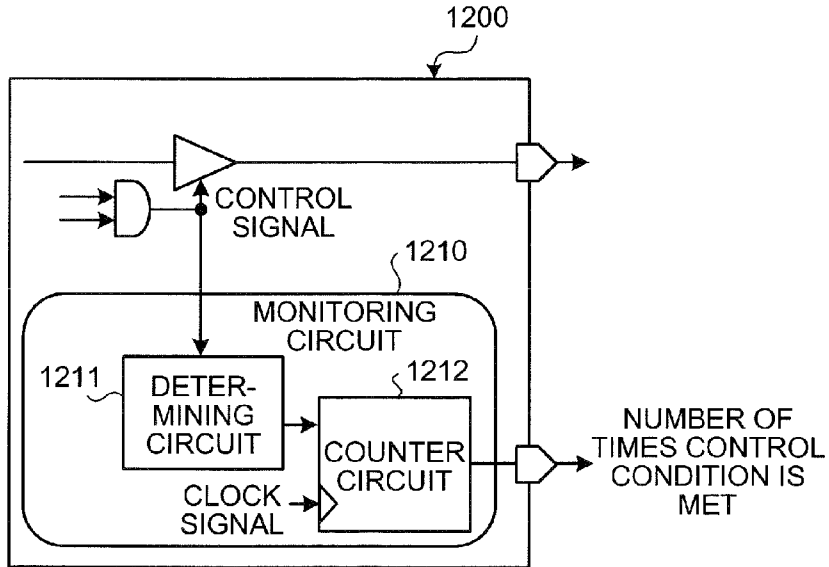 1200
CONTROL
SIGNAL
1210
MONITORING
CIRCUIT
1211
DETER-
MINING
CIRCUIT
1212
COUNTER
CIRCUIT
CLOCK
SIGNAL
NUMBER OF
TIMES CONTROL
CONDITION IS
MET